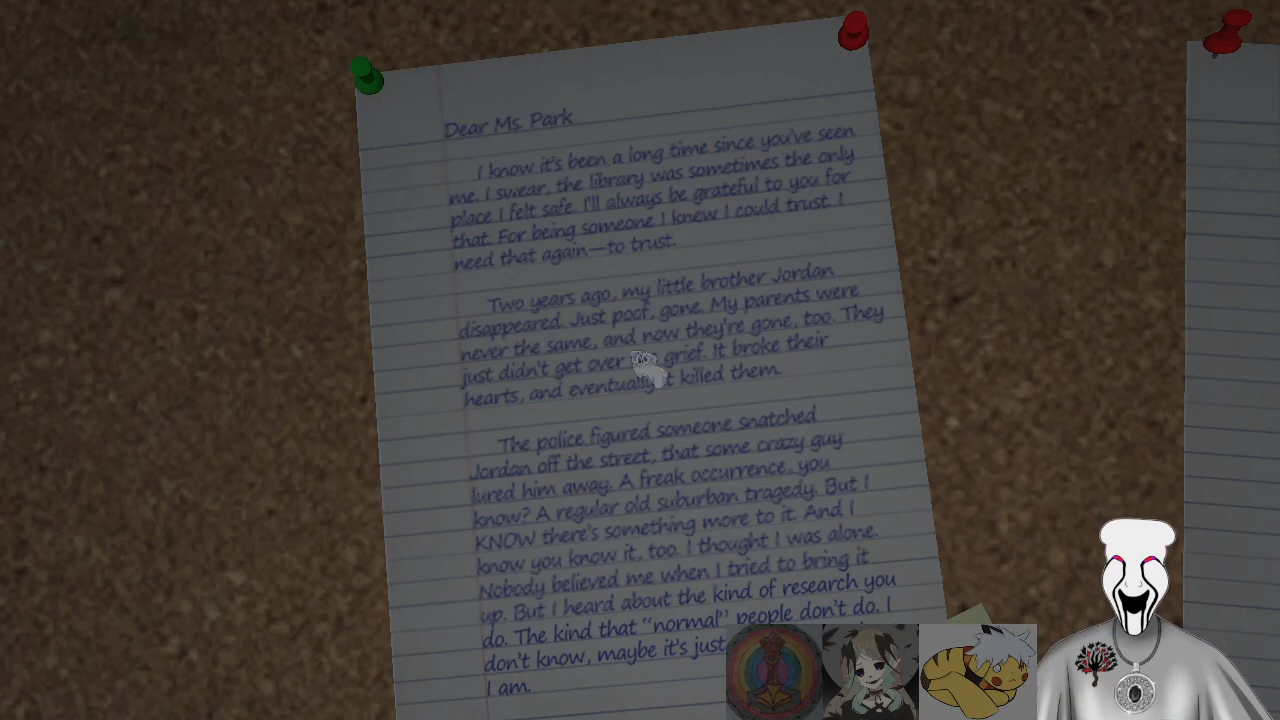 Dear Ms. Park
I know it's been a long time since you've seen
me. I swear, the library was sometimes the only
place I felt safe. I'll always be grateful to you for
that. For being someone I knew I could trust. I
need that again—to trust.
Two years ago, my little brother Jordan
disappeared. Just poof, gone. My parents were
never the same, and now they're gone, too. They
just didn't get over grief. It broke their
hearts, and eventually it killed them.
The police figured someone snatched
Jordan off the street, that some crazy guy
lured him away. A freak occurrence, you
know? A regular old suburban tragedy. But I
KNOW there's something more to it. And I
know you know it, too. I thought I was alone.
Nobody believed me when I tried to bring it
up. But I heard about the kind of research you
do. The kind that "normal" people don't do. I
don't know, maybe it's just
I am.